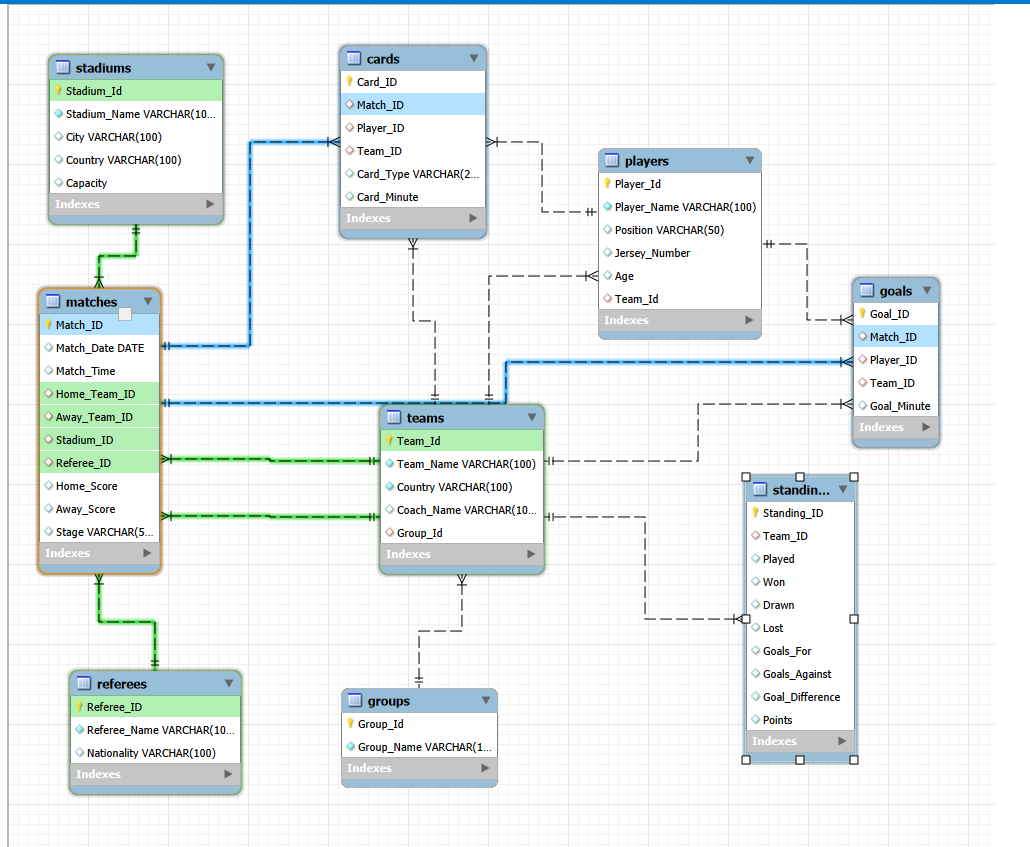 stadiums
Stadium_Id
Stadium_Name VARCHAR(10...
City VARCHAR(100)
Country VARCHAR(100)
Capacity
Indexes
cards
Card_ID
Match_ID
Player_ID
Team_ID
Card_Type VARCHAR(2...
Card_Minute
Indexes
players
Player_Id
Player_Name VARCHAR(100)
Position VARCHAR(50)
Jersey_Number
Age
Team_Id
Indexes
goals
Goal_ID
Match_ID
Player_ID
Team_ID
Goal_Minute
Indexes
matches
Match_ID
Match_Date DATE
Match_Time
Home_Team_ID
Away_Team_ID
Stadium_ID
Referee_ID
Home_Score
Away_Score
Stage VARCHAR(5...
Indexes
teams
Team_Id
Team_Name VARCHAR(100)
Country VARCHAR(100)
Coach_Name VARCHAR(10...
Group_Id
Indexes
standin...
Standing_ID
Team_ID
Played
Won
Drawn
Lost
Goals_For
Goals_Against
Goal_Difference
Points
Indexes
referees
Referee_ID
Referee_Name VARCHAR(10...
Nationality VARCHAR(100)
Indexes
groups
Group_Id
Group_Name VARCHAR(1...
Indexes